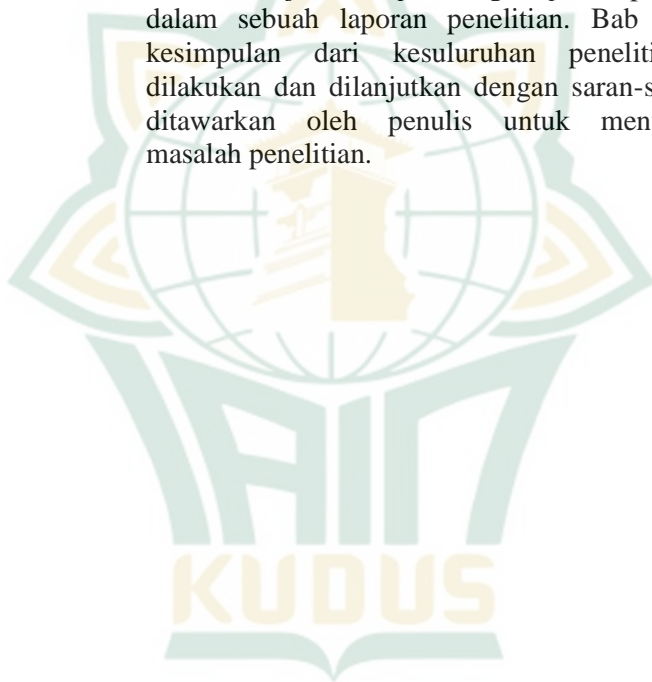 dalam sebuah laporan penelitian. Bab
kesimpulan dari kesuluruhan
dilakukan dan dilanjutkan dengan
ditawarkan oleh penulis untuk
masalah penelitian.
IAIN
KUDUS